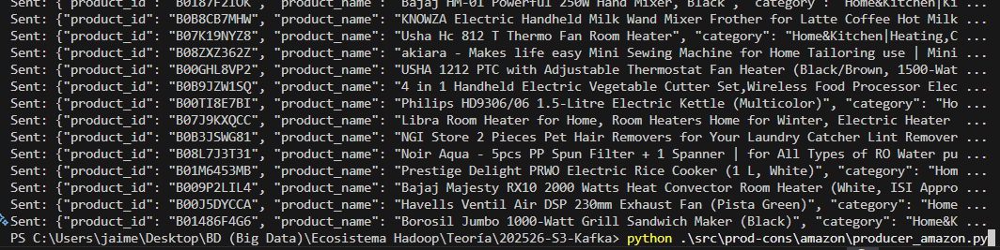 Sent: {"product_id": "B0187F2IOK", "product_name": "Bajaj HM-01 Powerful 250W Hand Mixer, Black", "category": "Home&Kitchen|Ki ...
Sent: {"product_id": "B0B8CB7MHW", "product_name": "KNOWZA Electric Handheld Milk Wand Mixer Frother for Latte Coffee Hot Milk ...
Sent: {"product_id": "B07K19NYZ8", "product_name": "Usha Hc 812 T Thermo Fan Room Heater", "category": "Home&Kitchen|Heating,C ...
Sent: {"product_id": "B08ZXZ362Z", "product_name": "akiara - Makes life easy Mini Sewing Machine for Home Tailoring use | Mini ...
Sent: {"product_id": "B00GHL8VP2", "product_name": "USHA 1212 PTC with Adjustable Thermostat Fan Heater (Black/Brown, 1500-Wat ...
Sent: {"product_id": "B0B9JZW1SQ", "product_name": "4 in 1 Handheld Electric Vegetable Cutter Set,Wireless Food Processor Elec ...
Sent: {"product_id": "B00TI8E7BI", "product_name": "Philips HD9306/06 1.5-Litre Electric Kettle (Multicolor)", "category": "Ho ...
Sent: {"product_id": "B07J9KXQCC", "product_name": "Libra Room Heater for Home, Room Heaters Home for Winter, Electric Heater  ...
Sent: {"product_id": "B0B3JSWG81", "product_name": "NGI Store 2 Pieces Pet Hair Removers for Your Laundry Catcher Lint Remover ...
Sent: {"product_id": "B08L7J3T31", "product_name": "Noir Aqua - 5pcs PP Spun Filter + 1 Spanner | for All Types of RO Water pu ...
Sent: {"product_id": "B01M6453MB", "product_name": "Prestige Delight PRWO Electric Rice Cooker (1 L, White)", "category": "Hom ...
Sent: {"product_id": "B009P2LIL4", "product_name": "Bajaj Majesty RX10 2000 Watts Heat Convector Room Heater (White, ISI Appro ...
Sent: {"product_id": "B00J5DYCCA", "product_name": "Havells Ventil Air DSP 230mm Exhaust Fan (Pista Green)", "category": "Home ...
Sent: {"product_id": "B01486F4G6", "product_name": "Borosil Jumbo 1000-Watt Grill Sandwich Maker (Black)", "category": "Home&K ...
PS C:\Users\jaime\Desktop\BD (Big Data)\Ecosistema Hadoop\Teoría\202526-S3-Kafka> python .\src\prod-cons\amazon\producer_amazon.py